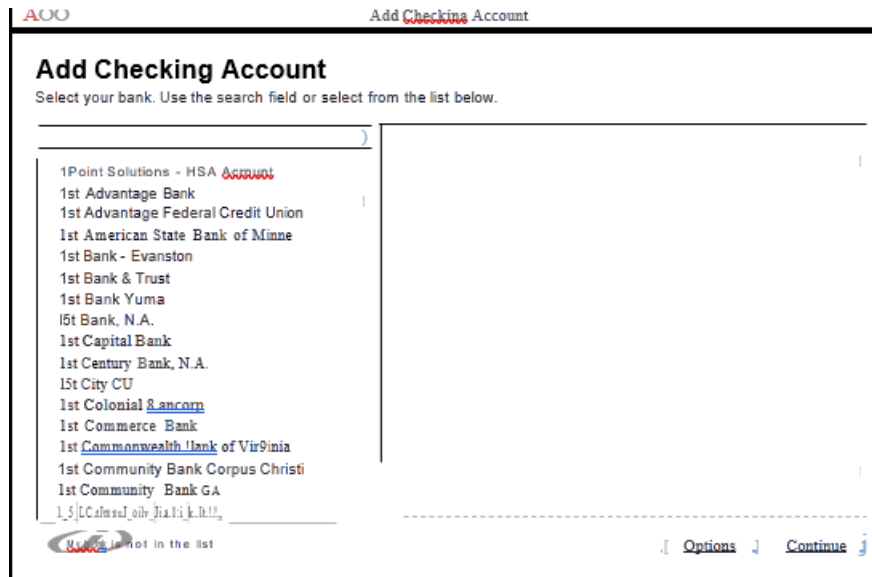 AOO
Add Checkina Account
Add Checking Account
Select your bank. Use the search field or select from the list below.
1Point Solutions - HSA Acrount
1st Advantage Bank
1st Advantage Federal Credit Union
1st American State Bank of Minne
1st Bank - Evanston
1st Bank & Trust
1st Bank Yuma
l5t Bank, N.A.
1st Capital Bank
1st Century Bank, N.A.
15t City CU
1st Colonial 8.ancorp
1st Commerce Bank
1st Commonwealth !lank of Vir9inia
1st Community Bank Corpus Christi
1st Community Bank GA
is not in the list
.[ Options .]
Continue